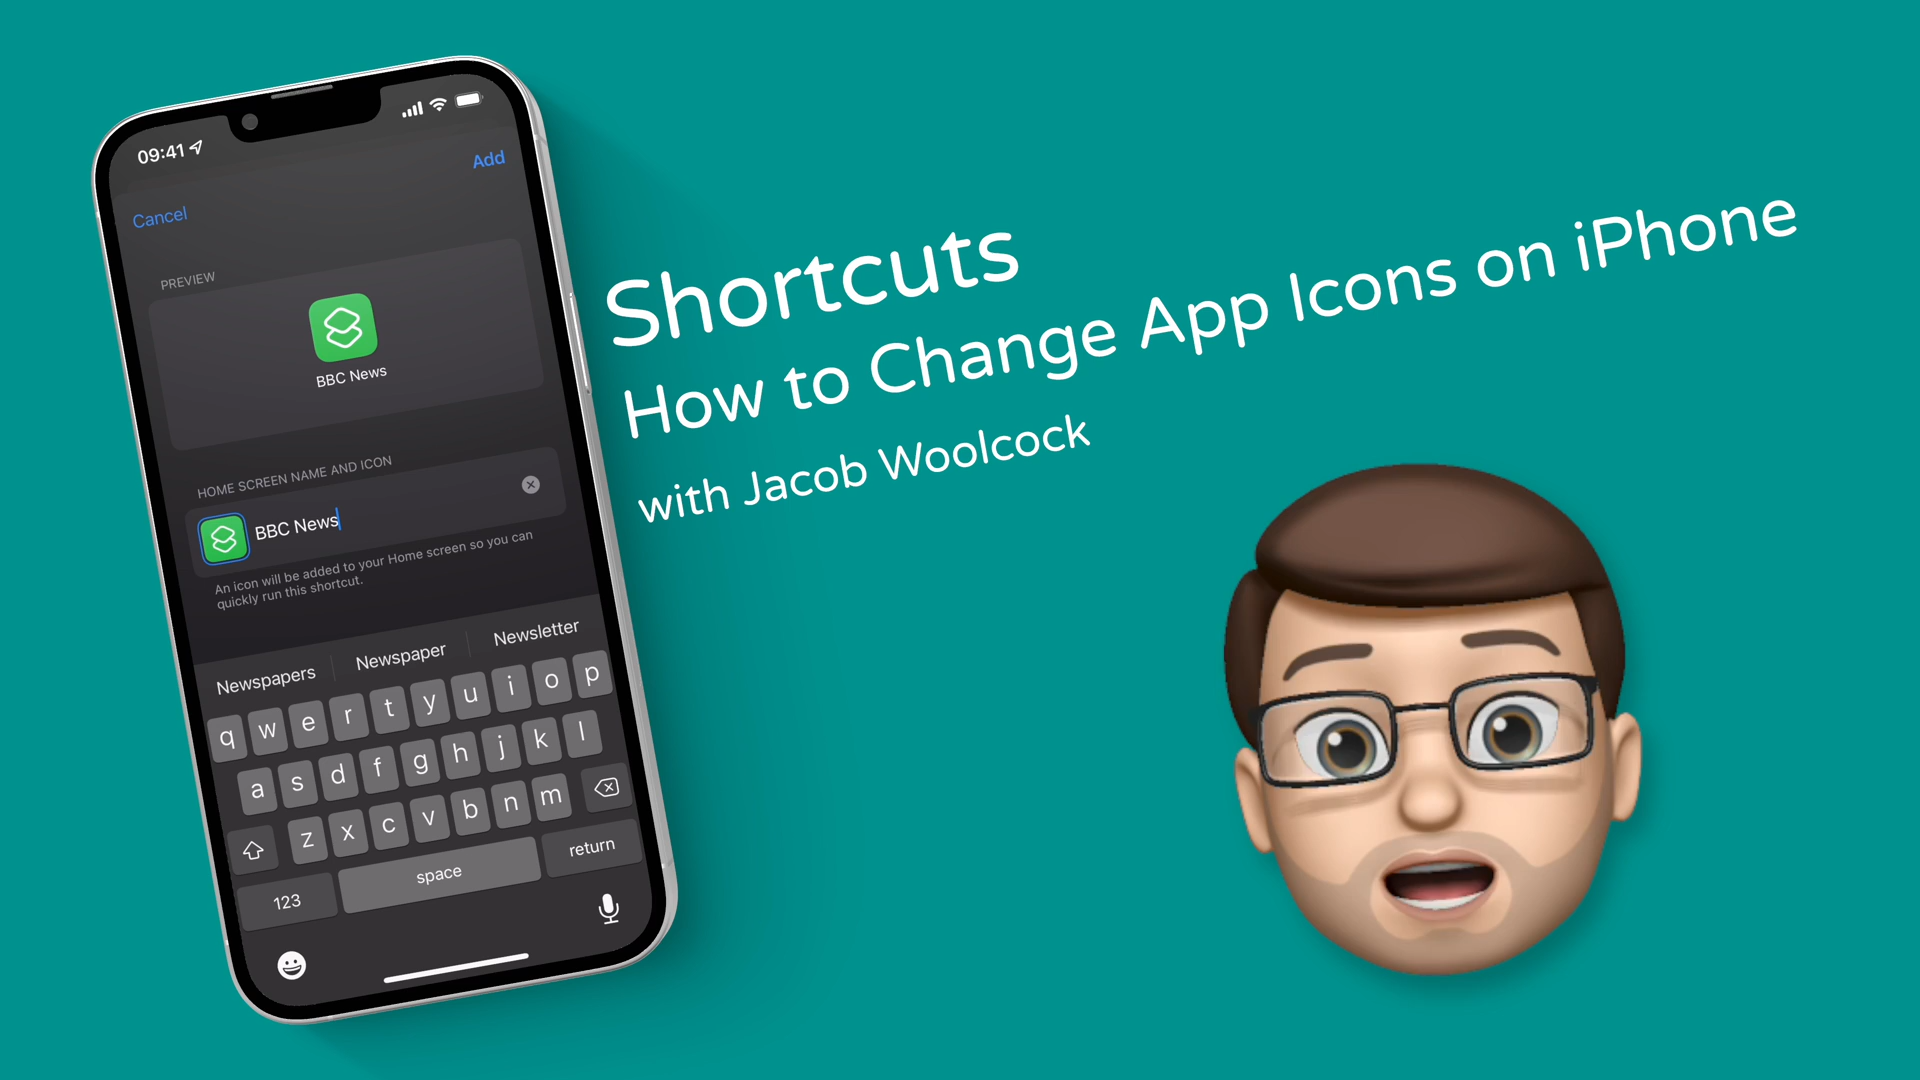 09:41
Cancel
Add
PREVIEW
BBC News
HOME SCREEN NAME AND ICON
BBC News
An icon will be added to your Home screen so you can
quickly run this shortcut.
Newspapers Newspaper Newsletter
q w e r t y u i o p
a s d f g h j k l
z x c v b n m
123 space return
Shortcuts
How to Change App Icons on iPhone
with Jacob Woolcock